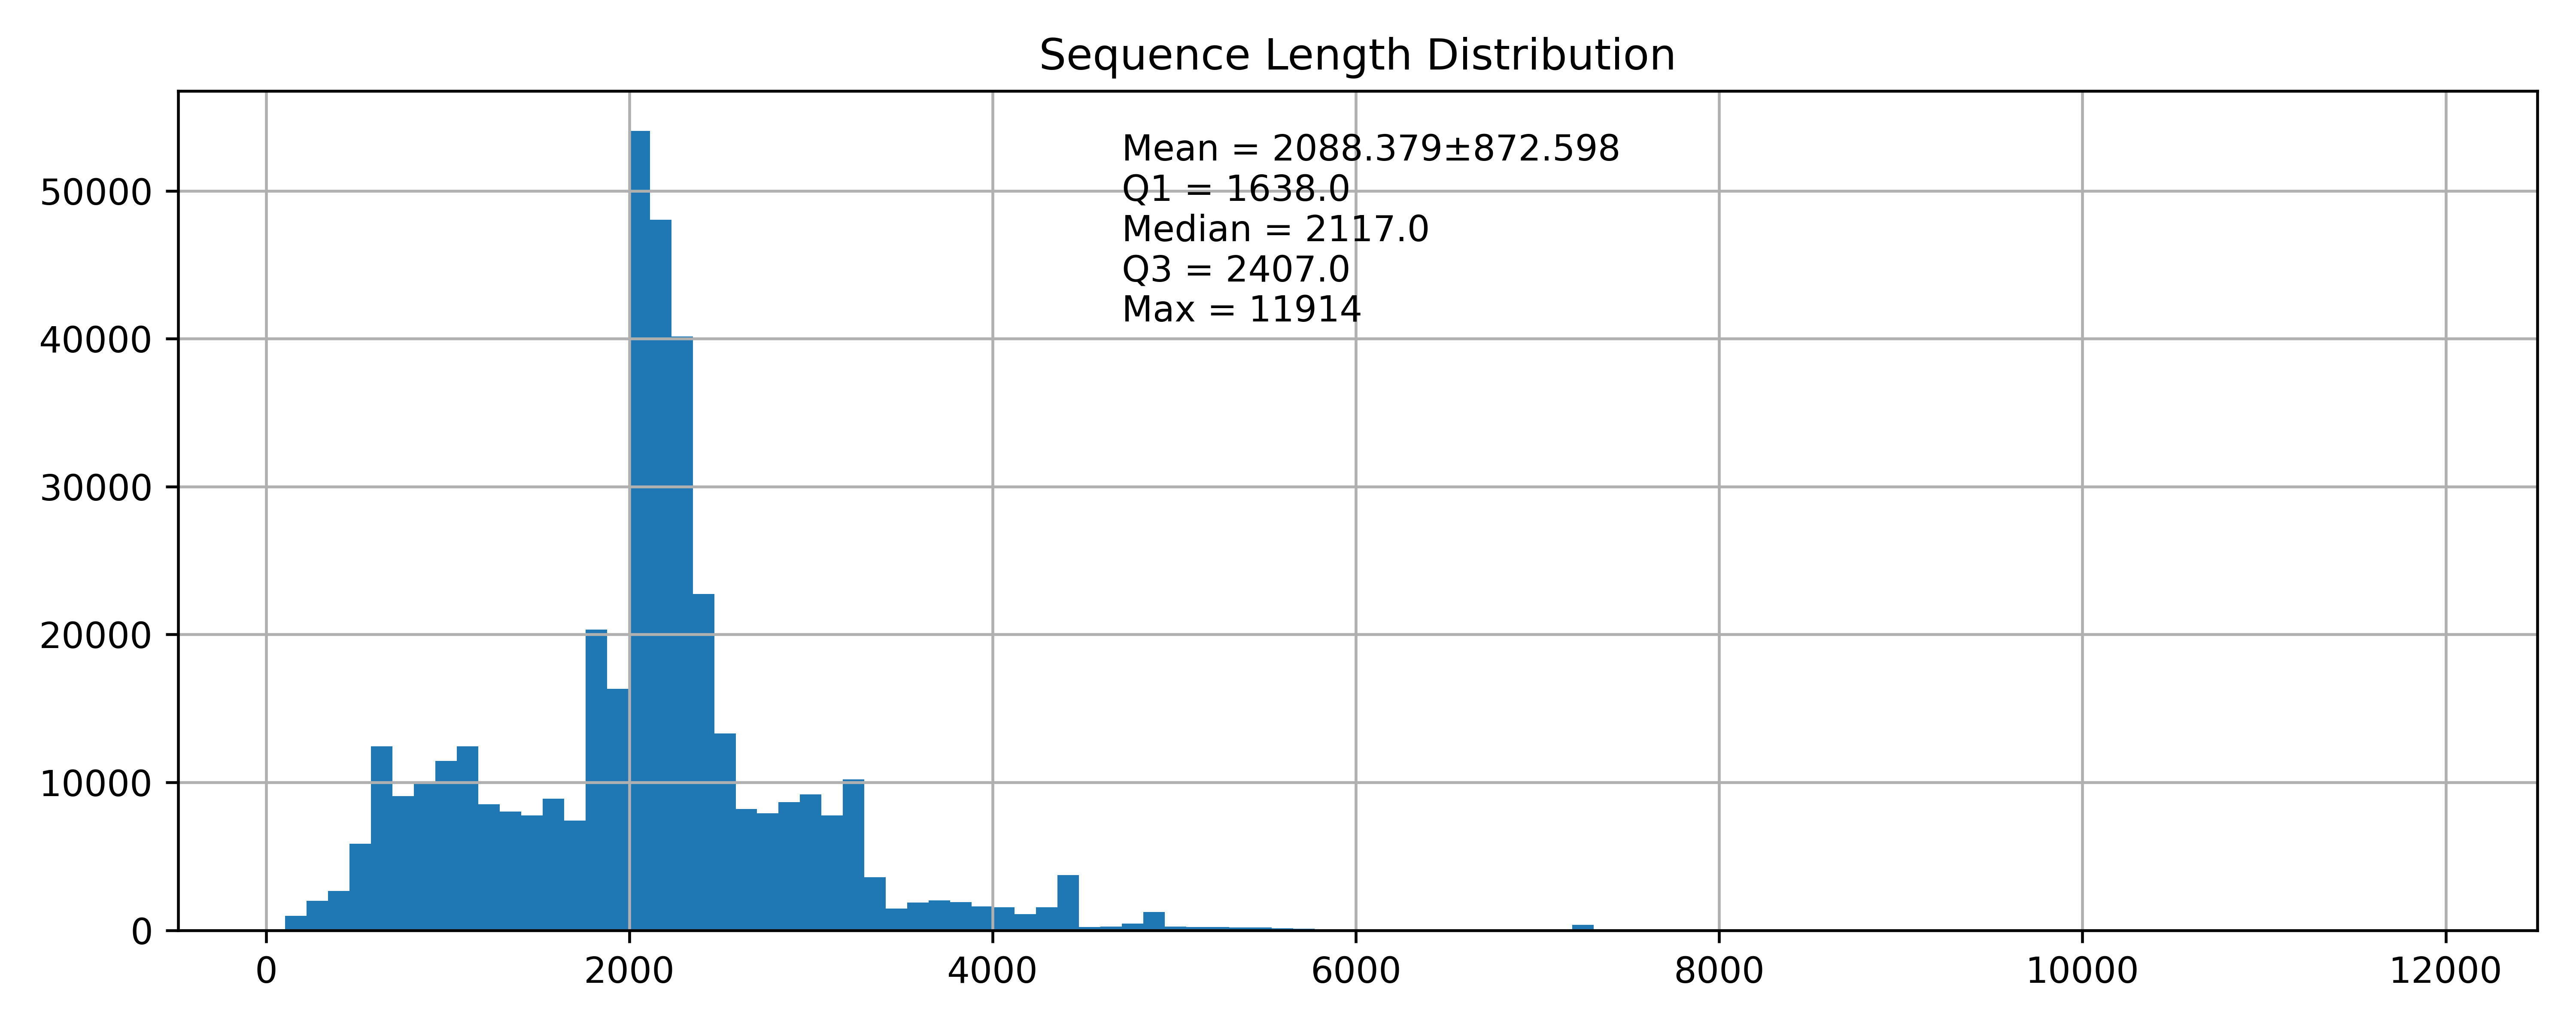 Sequence Length Distribution
Mean = 2088.379±872.598
Q1 = 1638.0
Median = 2117.0
Q3 = 2407.0
Max = 11914
50000
40000
30000
20000
10000
0
0 2000 4000 6000 8000 10000 12000